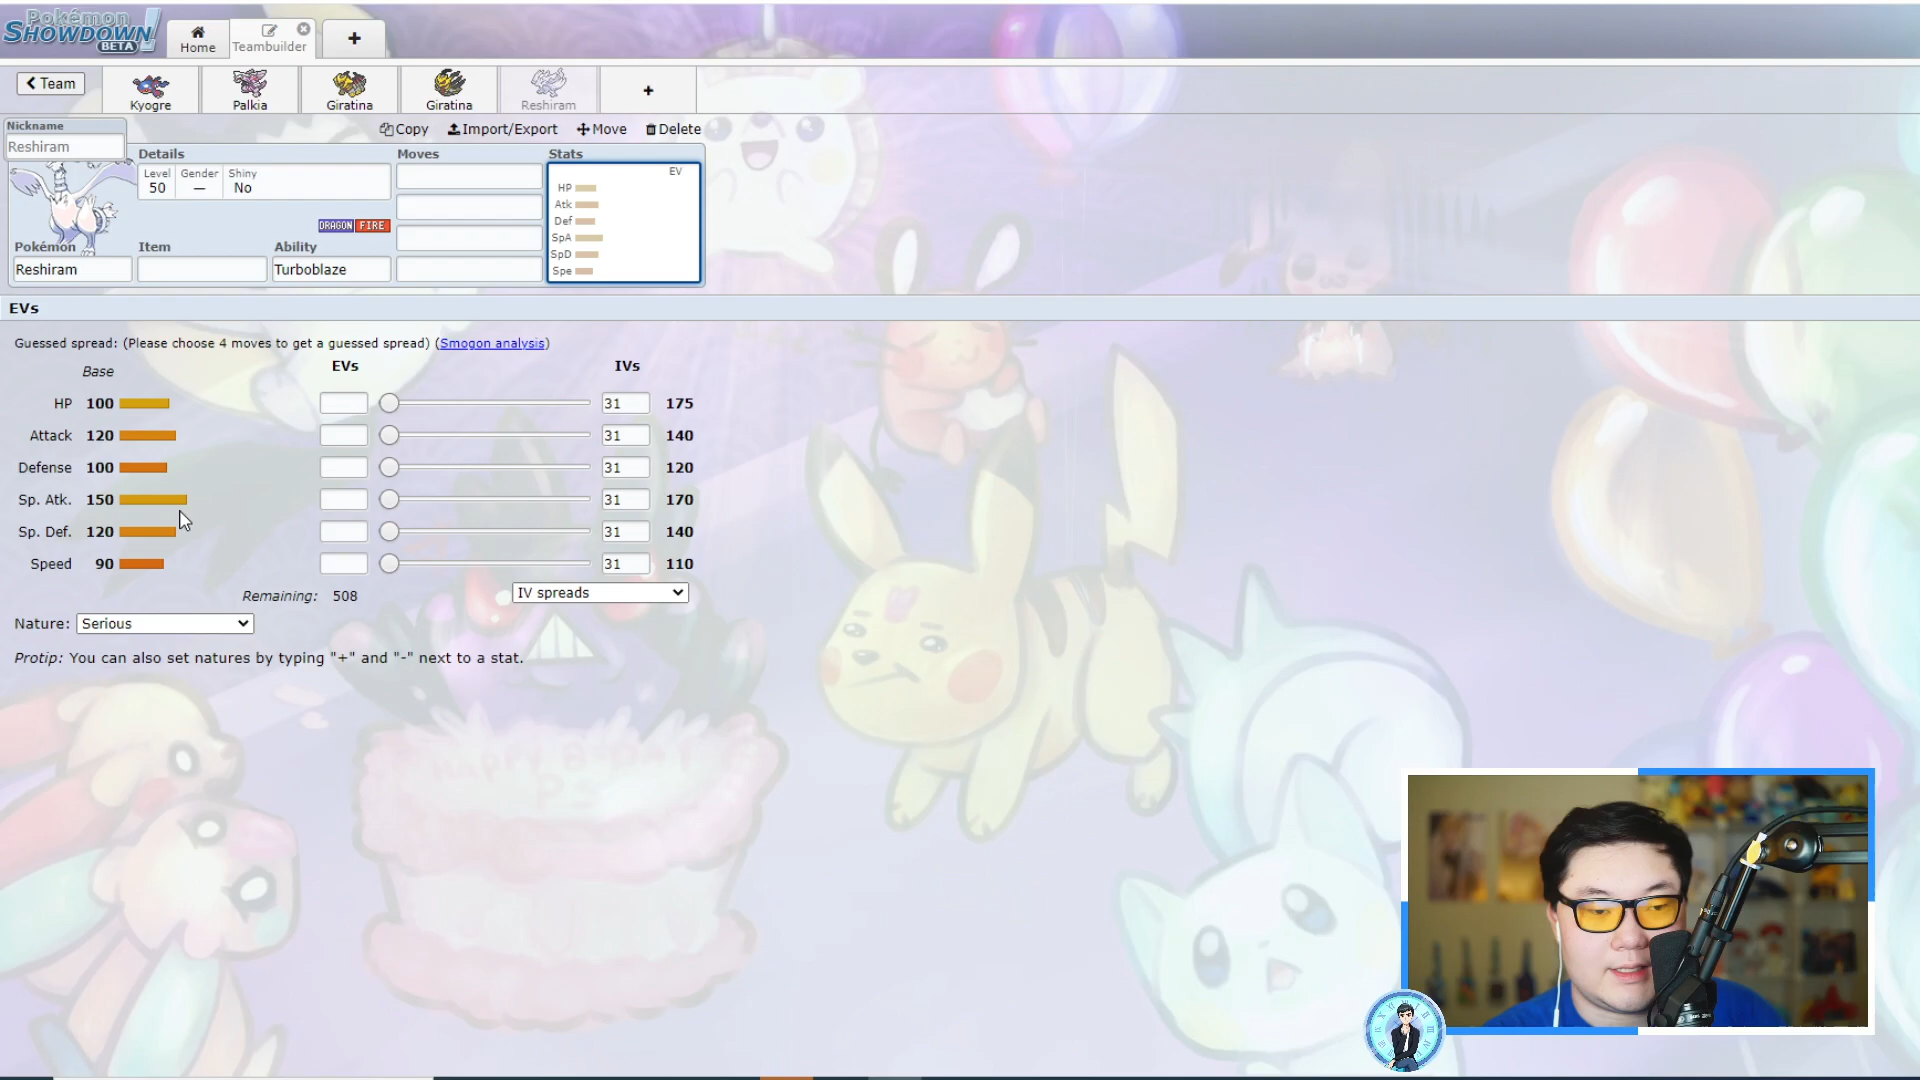 Pokémon
SHOWDOWN!
BETA
Home
Teambuilder
+
Team
Kyogre
Palkia
Giratina
Giratina
Reshiram
+
Nickname
Reshiram
Copy
Import/Export
Move
Delete
Details
Moves
Stats
Level
Gender
Shiny
50
—
No
EV
HP
Atk
Def
SpA
SpD
Spe
DRAGON
FIRE
Pokémon
Item
Ability
Reshiram
Turboblaze
EVs
Guessed spread: (Please choose 4 moves to get a guessed spread) (Smogon analysis)
Base
EVs
IVs
HP 100 31 175
Attack 120 31 140
Defense 100 31 120
Sp. Atk. 150 31 170
Sp. Def. 120 31 140
Speed 90 31 110
Remaining: 508
IV spreads
Nature: Serious
Protip: You can also set natures by typing "+" and "-" next to a stat.